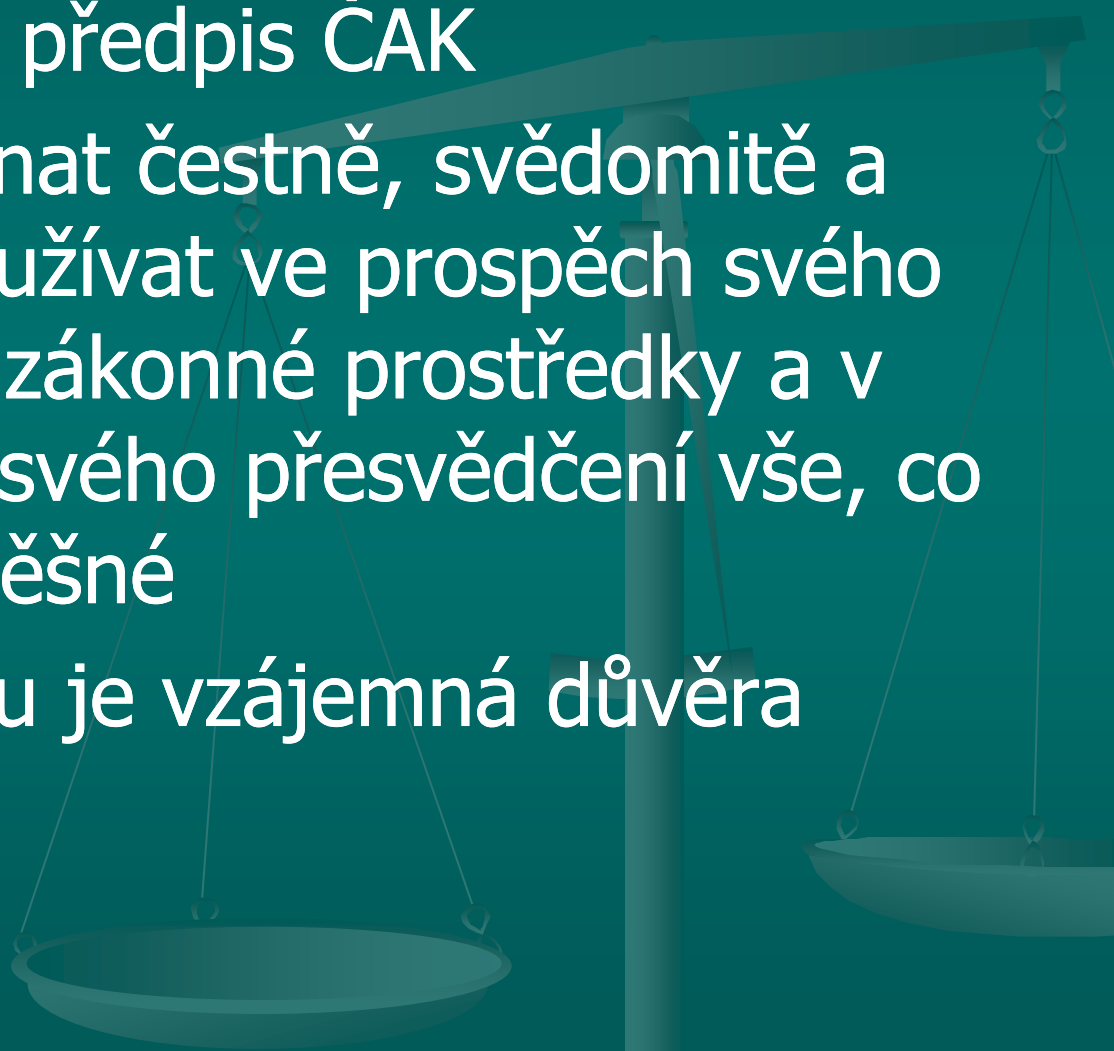 předpis ČAK
nat čestně, svědomitě a
užívat ve prospěch svého
zákonné prostředky a v
svého přesvědčení vše, co
ěšné
u je vzájemná důvěra